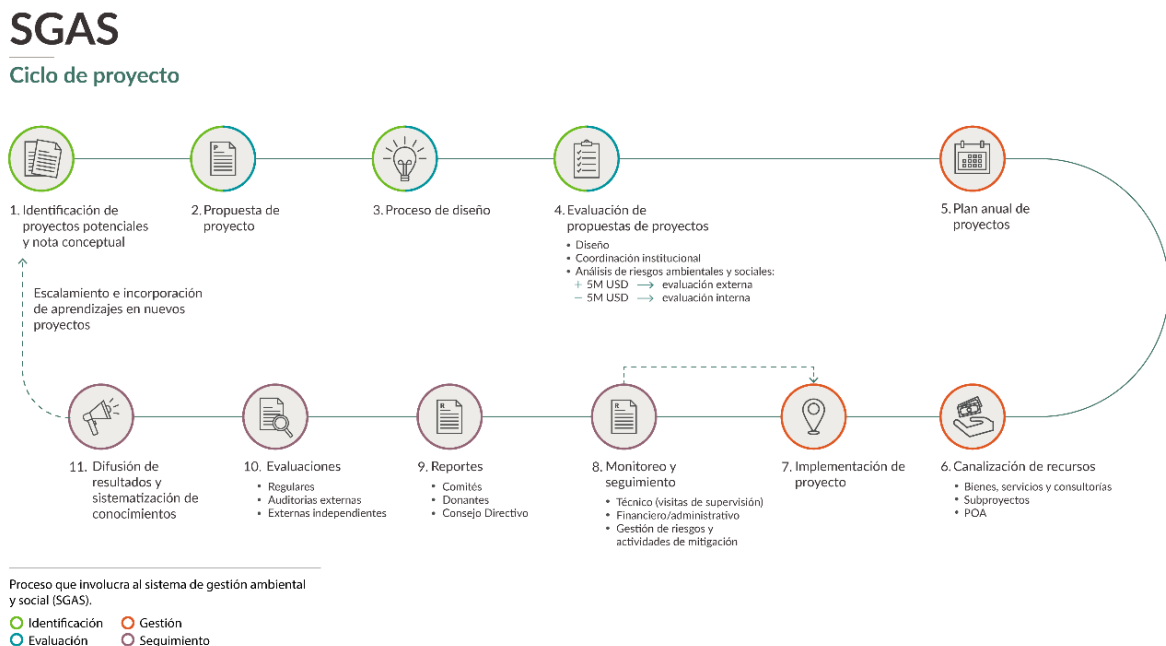 SGAS
Ciclo de proyecto
1. Identificación de
proyectos potenciales
y nota conceptual
2. Propuesta de
proyecto
3. Proceso de diseño
4. Evaluación de
propuestas de proyectos
• Diseño
• Coordinación institucional
• Análisis de riesgos ambientales y sociales:
+ 5M USD → evaluación externa
− 5M USD → evaluación interna
5. Plan anual de
proyectos
Escalamiento e incorporación
de aprendizajes en nuevos
proyectos
11. Difusión de
resultados y
sistematización de
conocimientos
10. Evaluaciones
• Regulares
• Auditorias externas
• Externas independientes
9. Reportes
• Comités
• Donantes
• Consejo Directivo
8. Monitoreo y
seguimiento
• Técnico (visitas de supervisión)
• Financiero/administrativo
• Gestión de riesgos y
actividades de mitigación
7. Implementación de
proyecto
6. Canalización de recursos
• Bienes, servicios y consultorías
• Subproyectos
• POA
Proceso que involucra al sistema de gestión ambiental
y social (SGAS).
Identificación
Gestión
Evaluación
Seguimiento